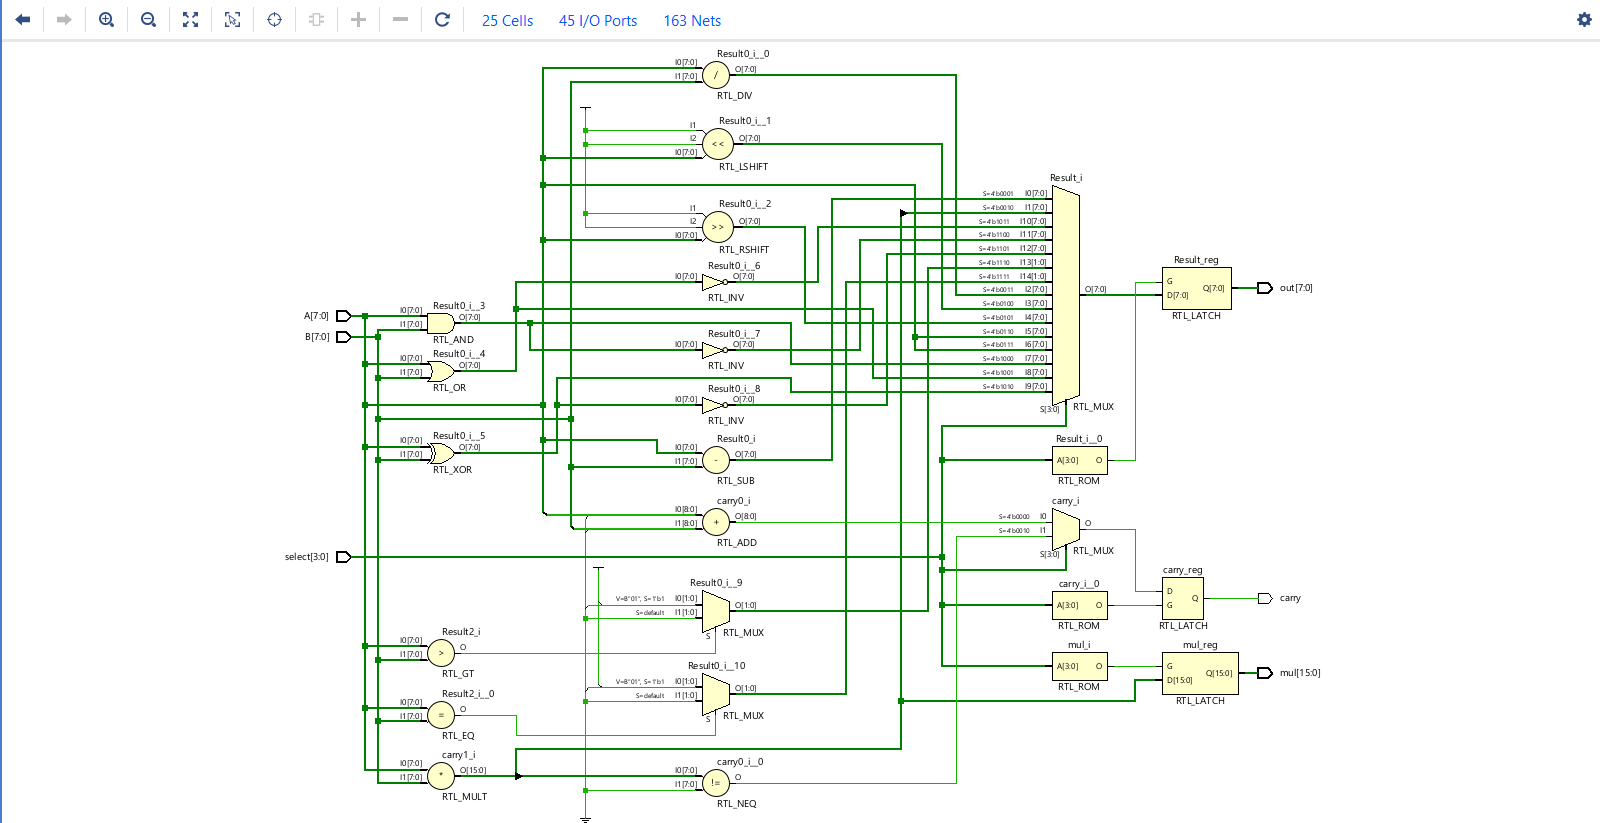 25 Cells 45 I/O Ports 163 Nets
Result0_i__0
I0[7:0]
I1[7:0]
/
O[7:0]
RTL_DIV
Result0_i__1
I1
I2
I0[7:0]
<<
O[7:0]
RTL_LSHIFT
Result0_i__2
I1
I2
I0[7:0]
>>
O[7:0]
RTL_RSHIFT
Result0_i__6
I0[7:0]
O[7:0]
RTL_INV
A[7:0]
B[7:0]
Result0_i__3
I0[7:0]
I1[7:0]
O[7:0]
RTL_AND
Result0_i__4
I0[7:0]
I1[7:0]
O[7:0]
RTL_OR
Result0_i__7
I0[7:0]
O[7:0]
RTL_INV
Result0_i__8
I0[7:0]
O[7:0]
RTL_INV
Result0_i__5
I0[7:0]
I1[7:0]
O[7:0]
RTL_XOR
Result0_i
I0[7:0]
I1[7:0]
-
O[7:0]
RTL_SUB
carry0_i
I0[8:0]
I1[8:0]
+
O[8:0]
RTL_ADD
Result_i
S=4'b0001 I0[7:0]
S=4'b0010 I1[7:0]
S=4'b1011 I10[7:0]
S=4'b1100 I11[7:0]
S=4'b1101 I12[7:0]
S=4'b1110 I13[1:0]
S=4'b1111 I14[1:0]
S=4'b0011 I2[7:0]
S=4'b0100 I3[7:0]
S=4'b0101 I4[7:0]
S=4'b0110 I5[7:0]
S=4'b0111 I6[7:0]
S=4'b1000 I7[7:0]
S=4'b1001 I8[7:0]
S=4'b1010 I9[7:0]
O[7:0]
S[3:0]
RTL_MUX
Result_reg
G
D[7:0]
Q[7:0]
RTL_LATCH
out[7:0]
Result_i__0
A[3:0] O
RTL_ROM
carry_i
S=4'b0000 I0
S=4'b0010 I1
O
S[3:0]
RTL_MUX
select[3:0]
carry_i__0
A[3:0] O
RTL_ROM
carry_reg
D
G
Q
RTL_LATCH
carry
mul_i
A[3:0] O
RTL_ROM
mul_reg
G
D[15:0]
Q[15:0]
RTL_LATCH
mul[15:0]
Result0_i__9
V=B"01", S=1'b1 I0[1:0]
S=default I1[1:0]
O[1:0]
S
RTL_MUX
Result2_i
I0[7:0]
I1[7:0]
>
O
RTL_GT
Result0_i__10
V=B"01", S=1'b1 I0[1:0]
S=default I1[1:0]
O[1:0]
S
RTL_MUX
Result2_i__0
I0[7:0]
I1[7:0]
=
O
RTL_EQ
carry1_i
I0[7:0]
I1[7:0]
*
O[15:0]
RTL_MULT
carry0_i__0
I0[7:0]
I1[7:0]
!=
O
RTL_NEQ